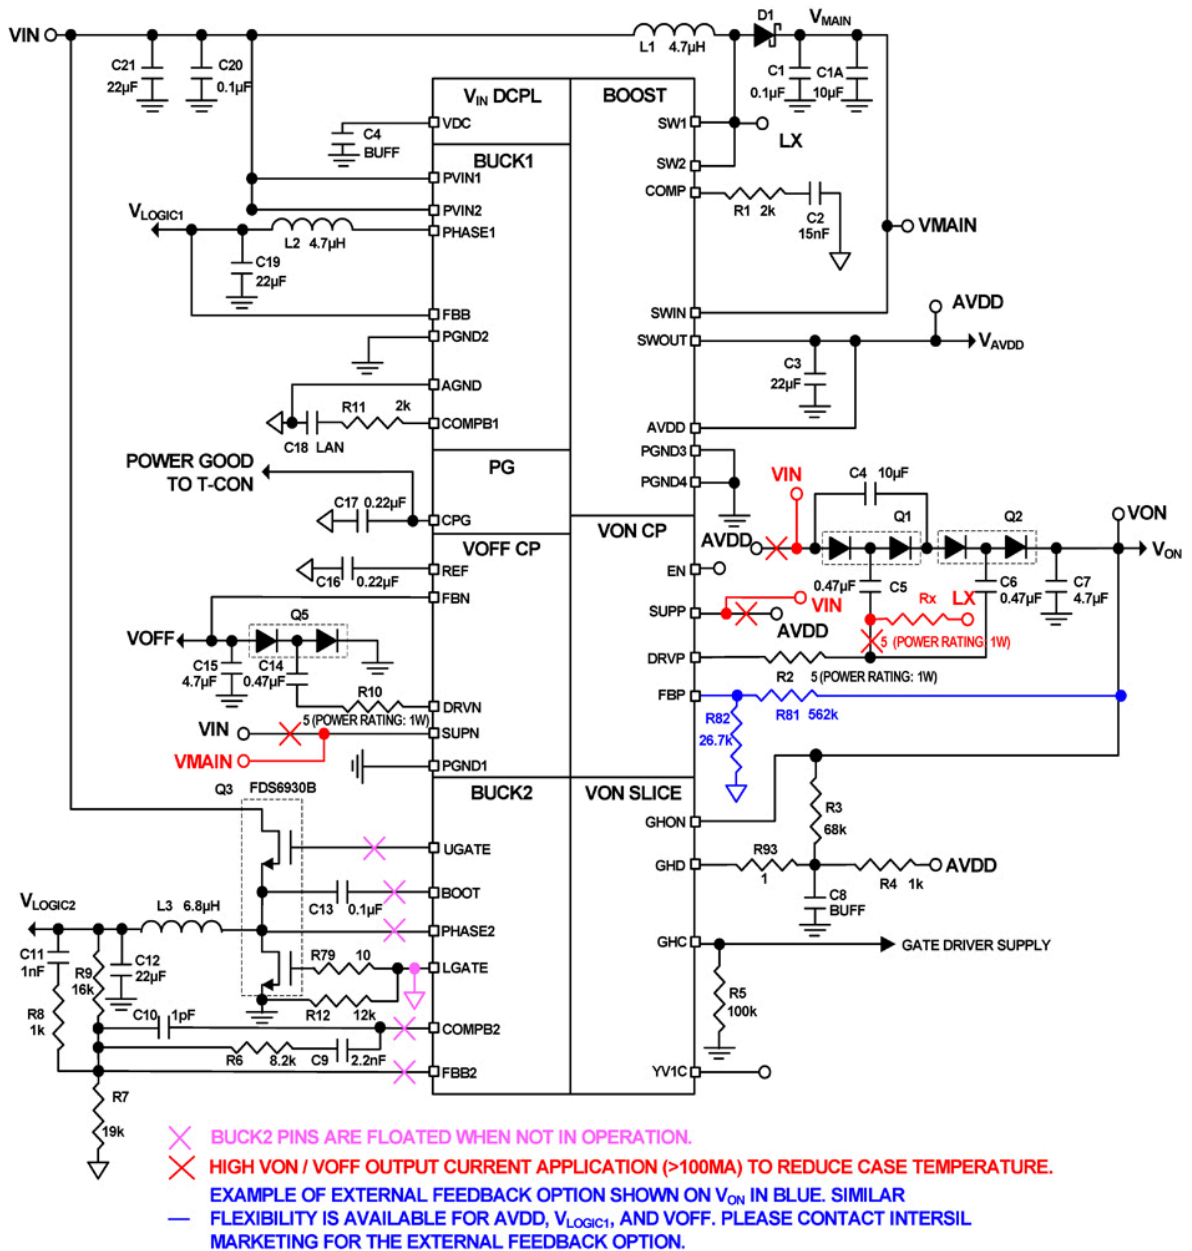 VIN
C21
22µF
C20
0.1µF
L1 4.7µH
D1
VMAIN
C1
0.1µF
C1A
10µF
VIN DCPL
BOOST
VDC
C4
BUFF
BUCK1
SW1
LX
SW2
PVIN1
COMP
R1 2k
C2
15nF
PVIN2
VLOGIC1
PHASE1
L2 4.7µH
VMAIN
C19
22µF
FBB
SWIN
AVDD
PGND2
SWOUT
VAVDD
C3
22µF
AGND
R11 2k
COMPB1
C18 LAN
AVDD
PGND3
PGND4
POWER GOOD
TO T-CON
PG
C17 0.22µF
CPG
VIN
C4 10µF
Q1
Q2
VON
VOFF CP
VON CP
AVDD
VON
REF
C16 0.22µF
EN
0.47µF C5
C6
0.47µF
C7
4.7µF
FBN
Q5
SUPP
VIN
AVDD
Rx LX
VOFF
5 (POWER RATING: 1W)
C15
4.7µF
C14
0.47µF
DRVP
R2 5 (POWER RATING: 1W)
R10
DRVN
5 (POWER RATING: 1W)
FBP
R82
26.7k
R81 562k
VIN
SUPN
VMAIN
PGND1
Q3 FDS6930B
BUCK2
VON SLICE
R3
68k
GHON
UGATE
GHD
R93
1
R4 1k
AVDD
BOOT
C13 0.1µF
C8
BUFF
VLOGIC2
L3 6.8µH
PHASE2
GHC
GATE DRIVER SUPPLY
C11
1nF
R9
16k
C12
22µF
R79 10
LGATE
R8
1k
R12 12k
R5
100k
C10 1pF
COMPB2
R6 8.2k C9 2.2nF
FBB2
YV1C
R7
19k
BUCK2 PINS ARE FLOATED WHEN NOT IN OPERATION.
HIGH VON / VOFF OUTPUT CURRENT APPLICATION (>100MA) TO REDUCE CASE TEMPERATURE.
EXAMPLE OF EXTERNAL FEEDBACK OPTION SHOWN ON VON IN BLUE. SIMILAR
FLEXIBILITY IS AVAILABLE FOR AVDD, VLOGIC1, AND VOFF. PLEASE CONTACT INTERSIL
MARKETING FOR THE EXTERNAL FEEDBACK OPTION.